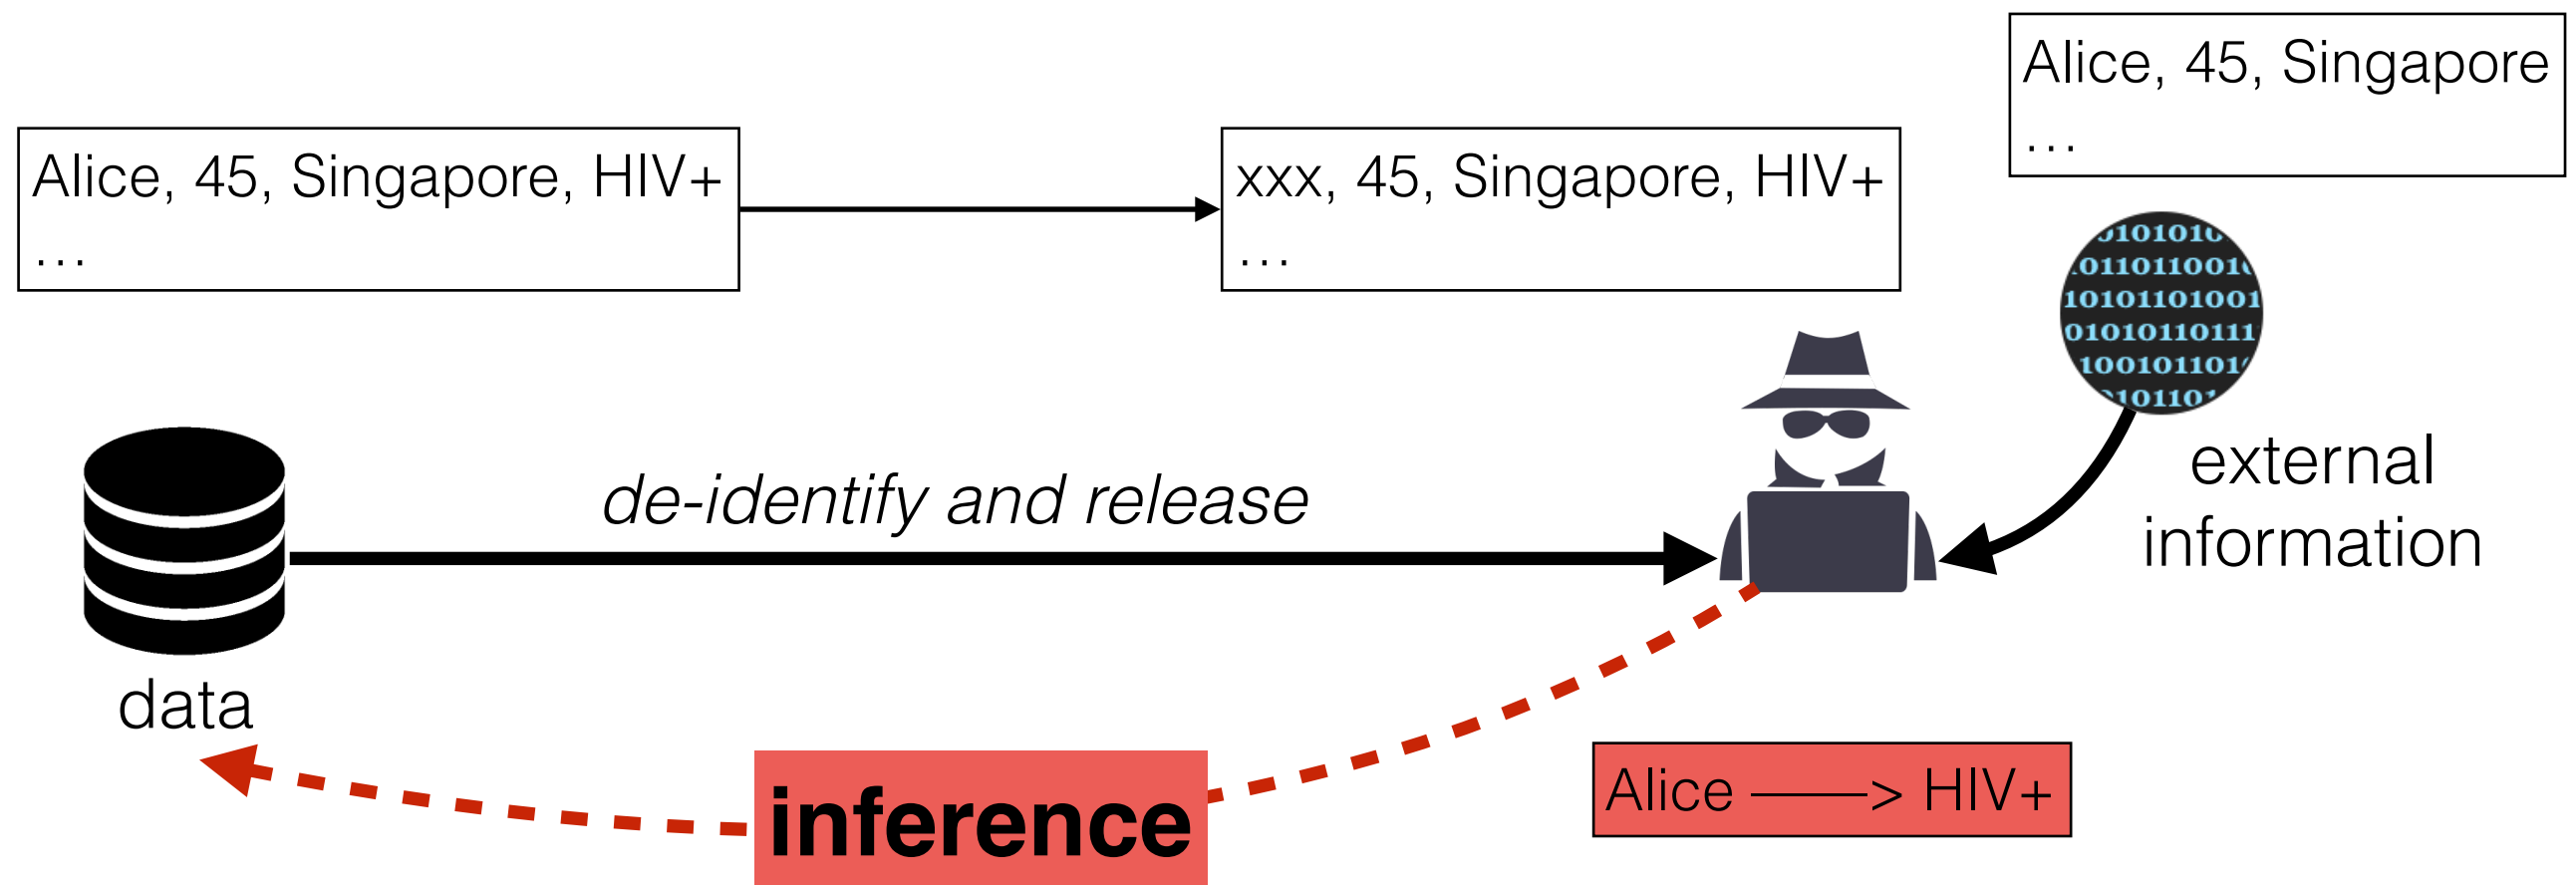 Alice, 45, Singapore
...
Alice, 45, Singapore, HIV+
...
xxx, 45, Singapore, HIV+
...
external
information
de-identify and release
data
inference
Alice ——> HIV+